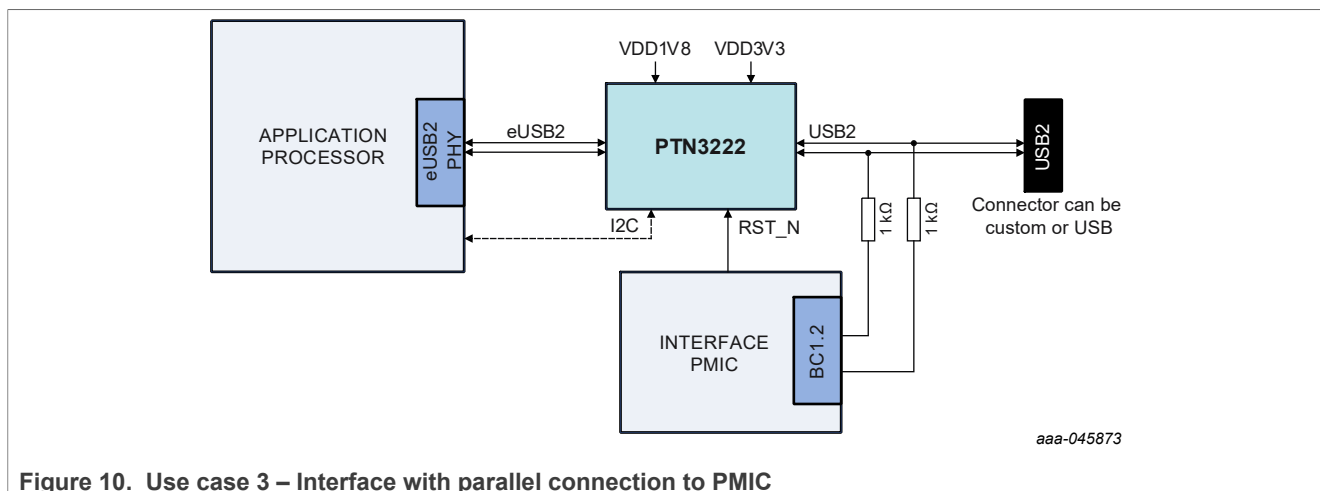 VDD1V8
VDD3V3
APPLICATION
PROCESSOR
eUSB2
PHY
eUSB2
PTN3222
USB2
USB2
Connector can be
custom or USB
I2C
RST_N
1 kΩ
1 kΩ
INTERFACE
PMIC
BC1.2
aaa-045873
Figure 10. Use case 3 – Interface with parallel connection to PMIC